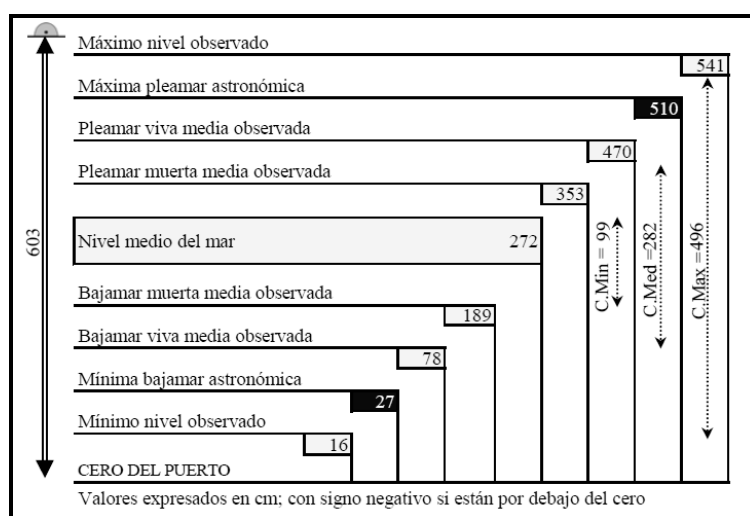 Máximo nivel observado
541
Máxima pleamar astronómica
510
Pleamar viva media observada
470
Pleamar muerta media observada
353
603
Nivel medio del mar 272
C.Min = 99
C.Med =282
C.Max =496
Bajamar muerta media observada
189
Bajamar viva media observada
78
Mínima bajamar astronómica
27
Mínimo nivel observado
16
CERO DEL PUERTO
Valores expresados en cm; con signo negativo si están por debajo del cero